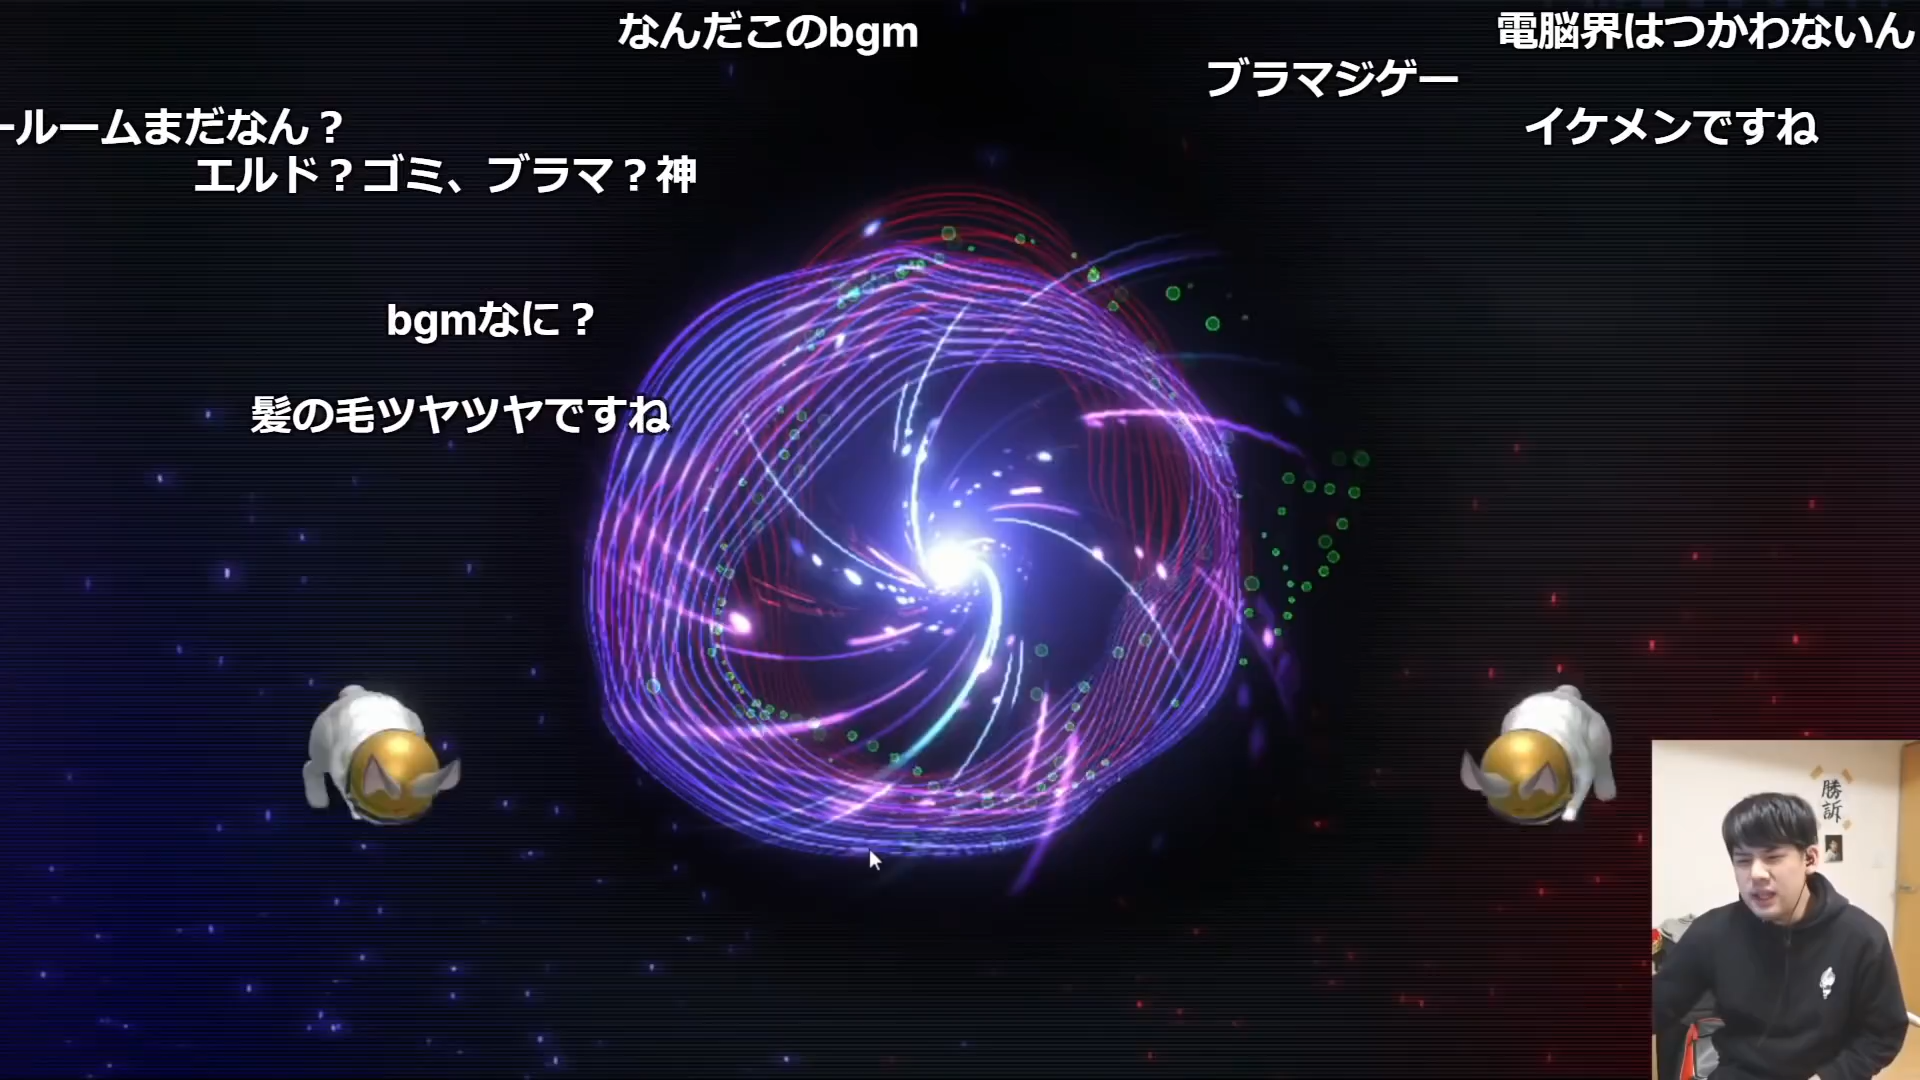 なんだこのbgm
電脳界はつかわないん
ブラマジゲー
ールームまだなん？
イケメンですね
エルド？ゴミ、ブラマ？神
bgmなに？
髪の毛ツヤツヤですね
勝訴